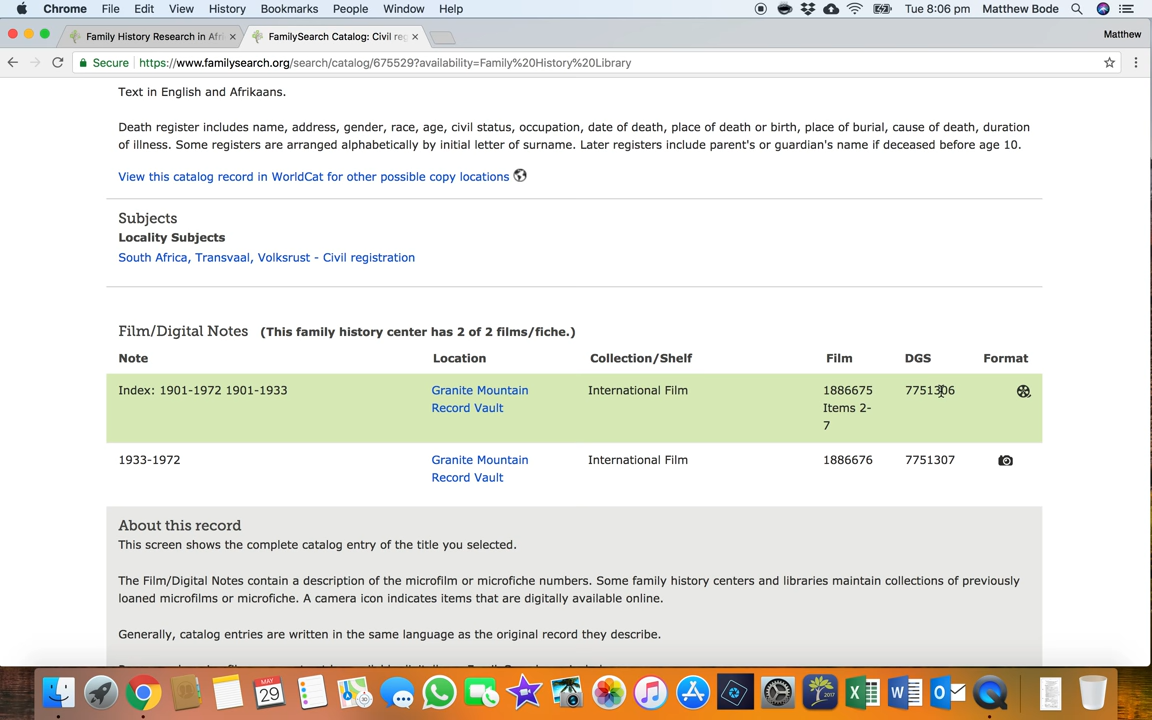 Chrome File Edit View History Bookmarks People Window Help Tue 8:06 pm Matthew Bode
Family History Research in Afri FamilySearch Catalog: Civil reg Matthew
Secure https://www.familysearch.org/search/catalog/675529?availability=Family%20History%20Library
Text in English and Afrikaans.
Death register includes name, address, gender, race, age, civil status, occupation, date of death, place of death or birth, place of burial, cause of death, duration
of illness. Some registers are arranged alphabetically by initial letter of surname. Later registers include parent's or guardian's name if deceased before age 10.
View this catalog record in WorldCat for other possible copy locations
Subjects
Locality Subjects
South Africa, Transvaal, Volksrust - Civil registration
Film/Digital Notes (This family history center has 2 of 2 films/fiche.)
Note Location Collection/Shelf Film DGS Format
Index: 1901-1972 1901-1933 Granite Mountain International Film 1886675 7751306
Record Vault Items 2-
7
1933-1972 Granite Mountain International Film 1886676 7751307
Record Vault
About this record
This screen shows the complete catalog entry of the title you selected.
The Film/Digital Notes contain a description of the microfilm or microfiche numbers. Some family history centers and libraries maintain collections of previously
loaned microfilms or microfiche. A camera icon indicates items that are digitally available online.
Generally, catalog entries are written in the same language as the original record they describe.
MAY
29
2017